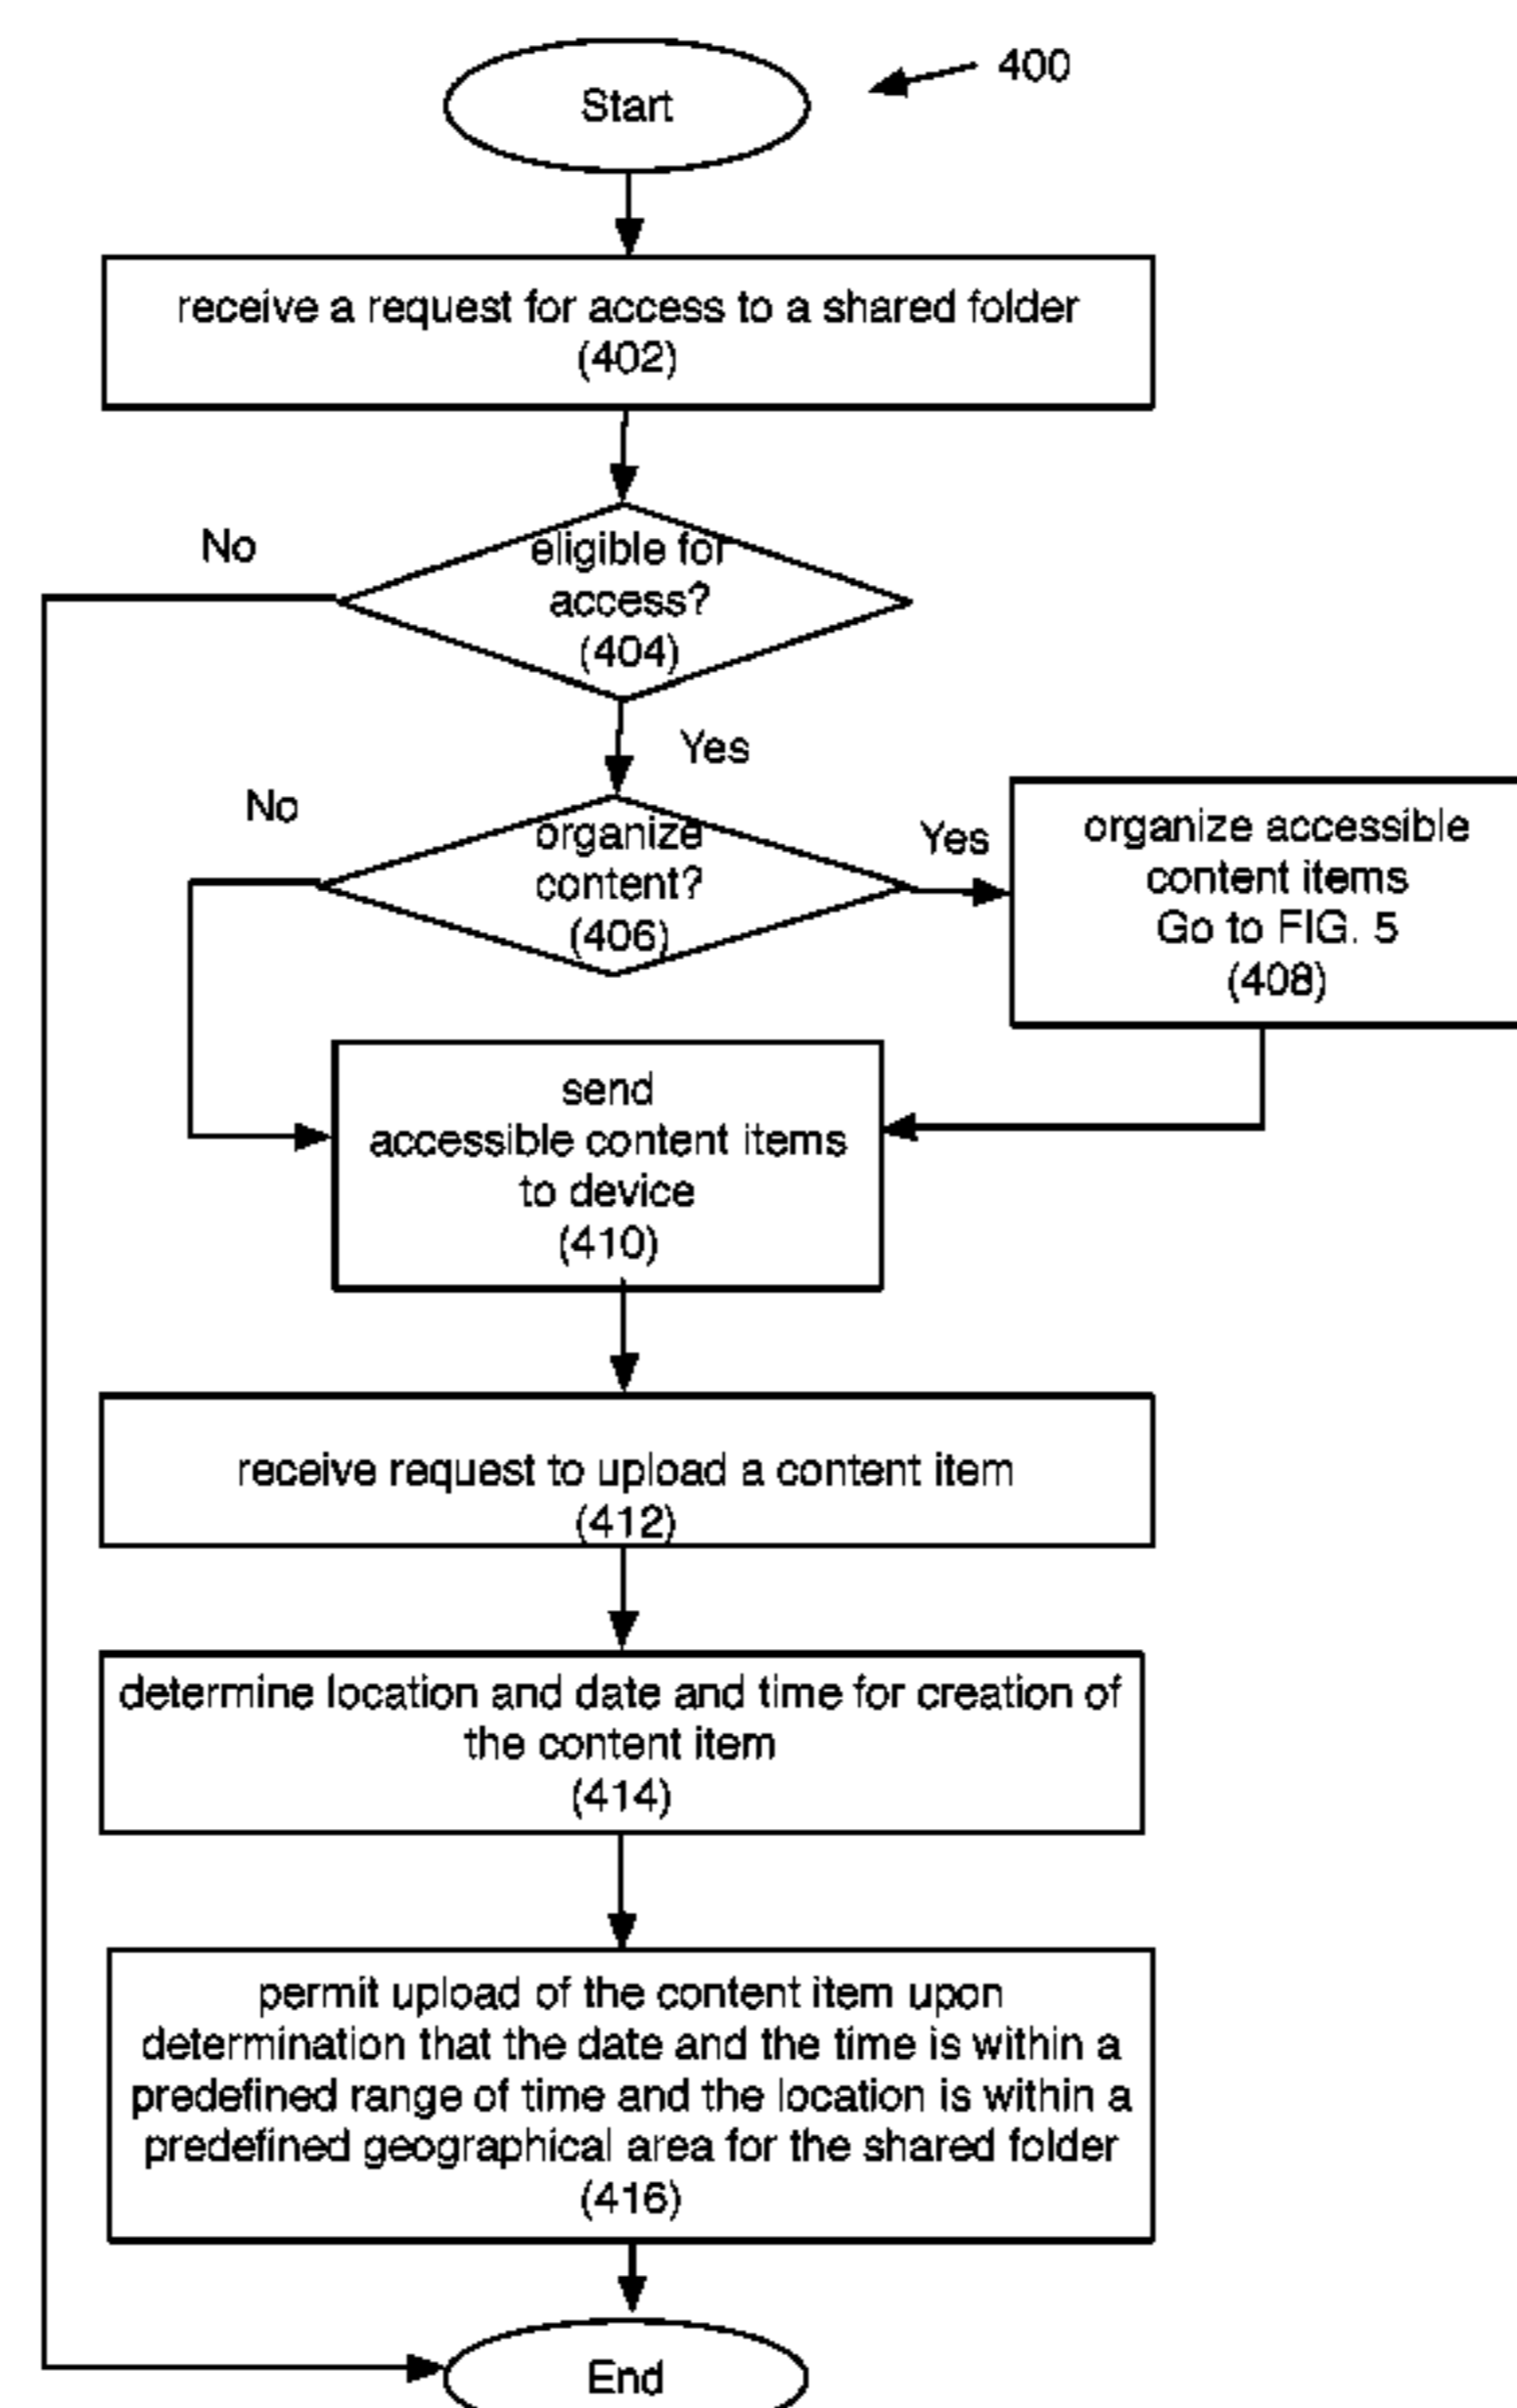 Start
400
receive a request for access to a shared folder
(402)
No
eligible for
access?
(404)
Yes
No
organize
content?
(406)
Yes
organize accessible
content items
Go to FIG. 5
(408)
send
accessible content items
to device
(410)
receive request to upload a content item
(412)
determine location and date and time for creation of
the content item
(414)
permit upload of the content item upon
determination that the date and the time is within a
predefined range of time and the location is within a
predefined geographical area for the shared folder
(416)
End